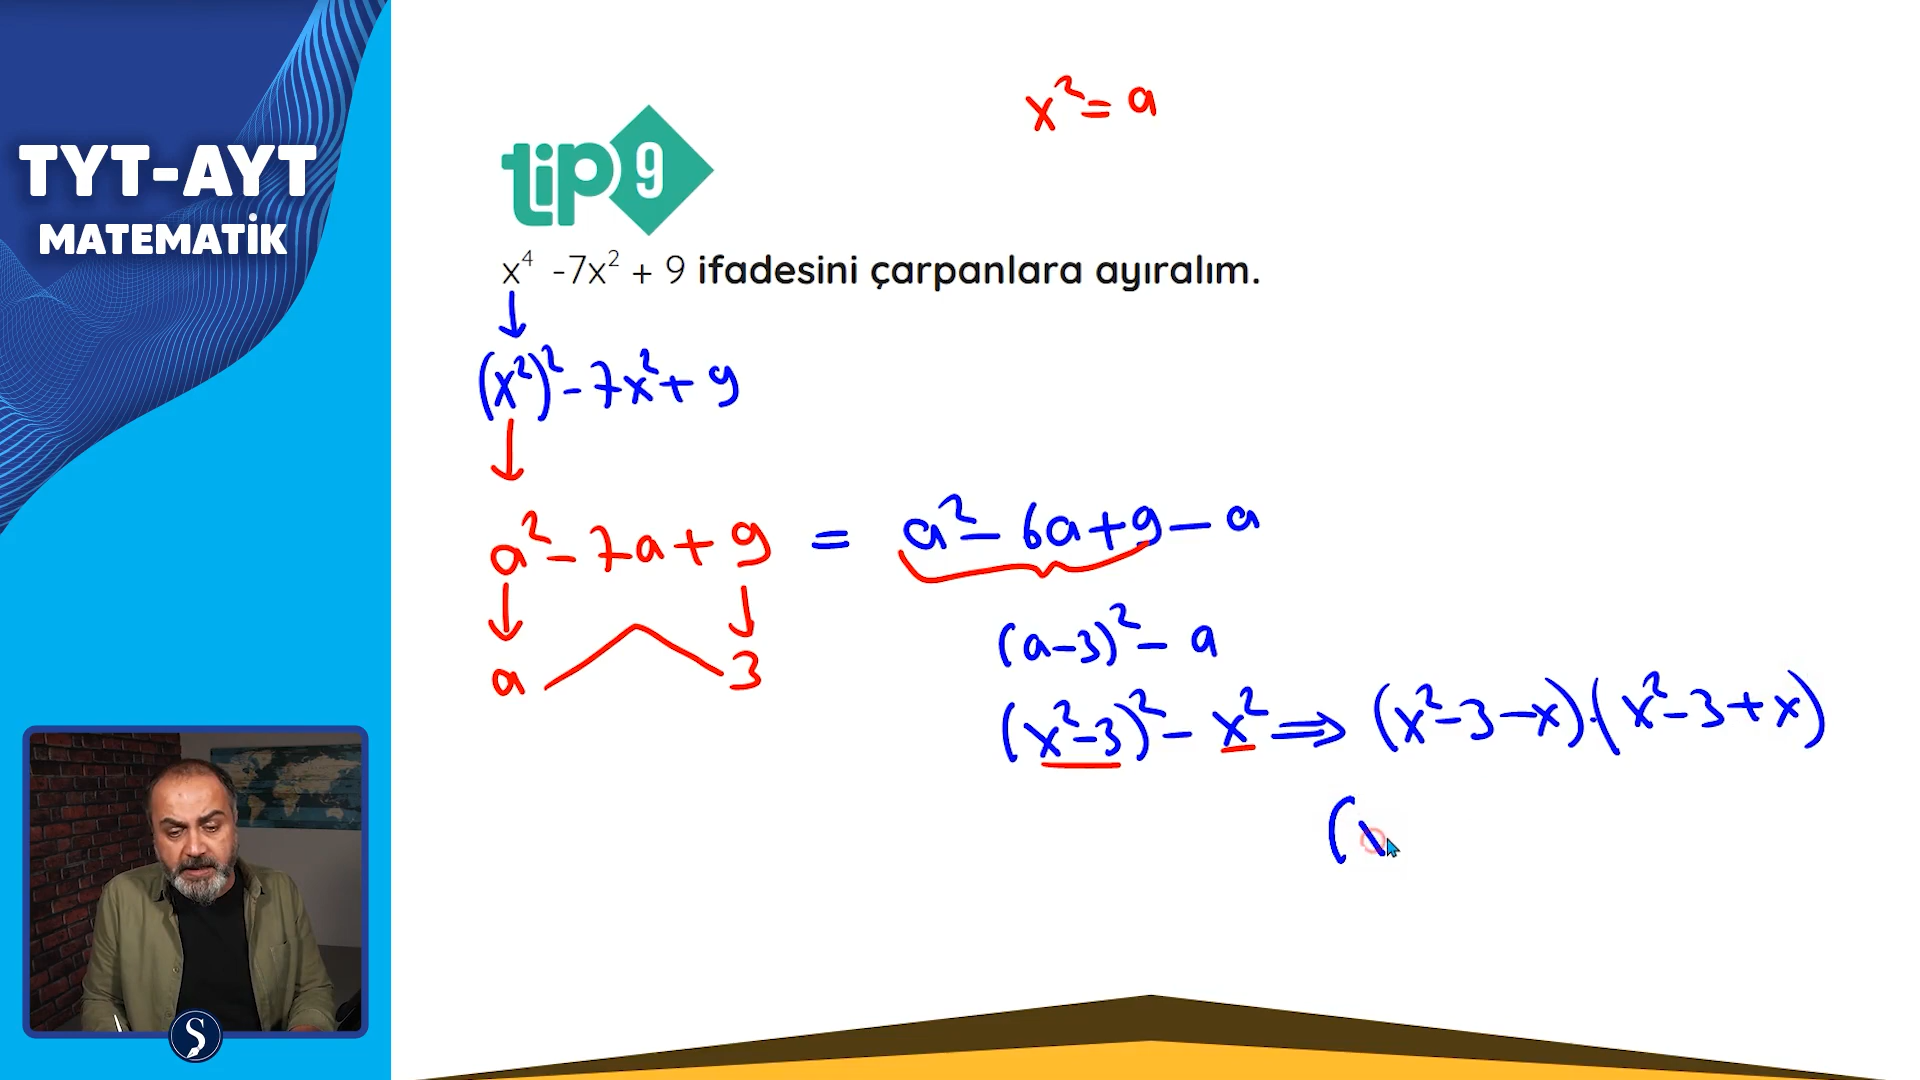 TYT-AYT
MATEMATİK
x² = a
tip 9
x⁴ -7x² + 9 ifadesini çarpanlara ayıralım.
(x²)² - 7x² + 9
a² - 7a + 9 = a² - 6a + 9 - a
a 3
(a-3)² - a
(x²-3)² - x² ⇒ (x²-3-x).(x²-3+x)
(
S